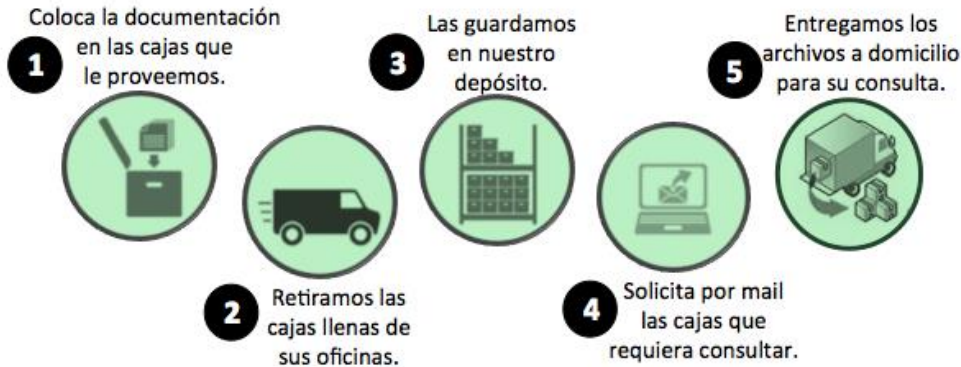 1
Coloca la documentación
en las cajas que
le proveemos.
2
Retiramos las
cajas llenas de
sus oficinas.
3
Las guardamos
en nuestro
depósito.
4
Solicita por mail
las cajas que
requiera consultar.
5
Entregamos los
archivos a domicilio
para su consulta.